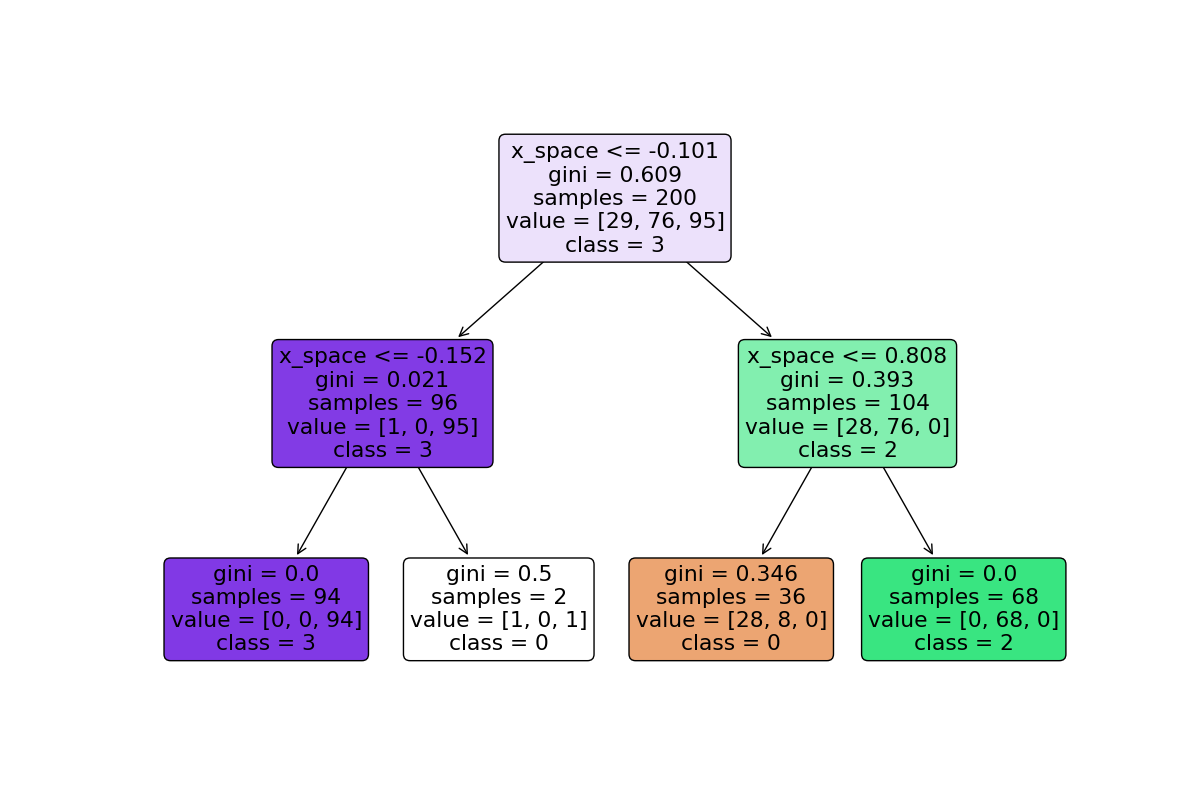 x_space <= -0.101
gini = 0.609
samples = 200
value = [29, 76, 95]
class = 3
x_space <= -0.152
gini = 0.021
samples = 96
value = [1, 0, 95]
class = 3
x_space <= 0.808
gini = 0.393
samples = 104
value = [28, 76, 0]
class = 2
gini = 0.0
samples = 94
value = [0, 0, 94]
class = 3
gini = 0.5
samples = 2
value = [1, 0, 1]
class = 0
gini = 0.346
samples = 36
value = [28, 8, 0]
class = 0
gini = 0.0
samples = 68
value = [0, 68, 0]
class = 2